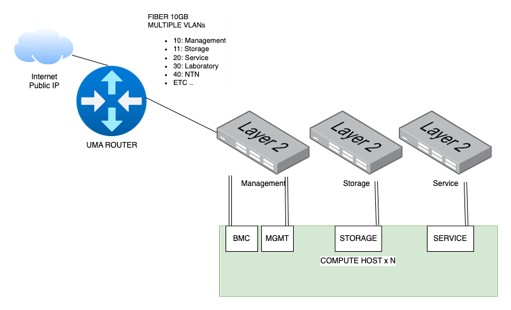 FIBER 10GB
MULTIPLE VLANs
10: Management
11: Storage
20: Service
30: Laboratory
40: NTN
ETC ..
Internet
Public IP
UMA ROUTER
Layer 2
Layer 2
Layer 2
Management
Storage
Service
BMC
MGMT
STORAGE
SERVICE
COMPUTE HOST x N